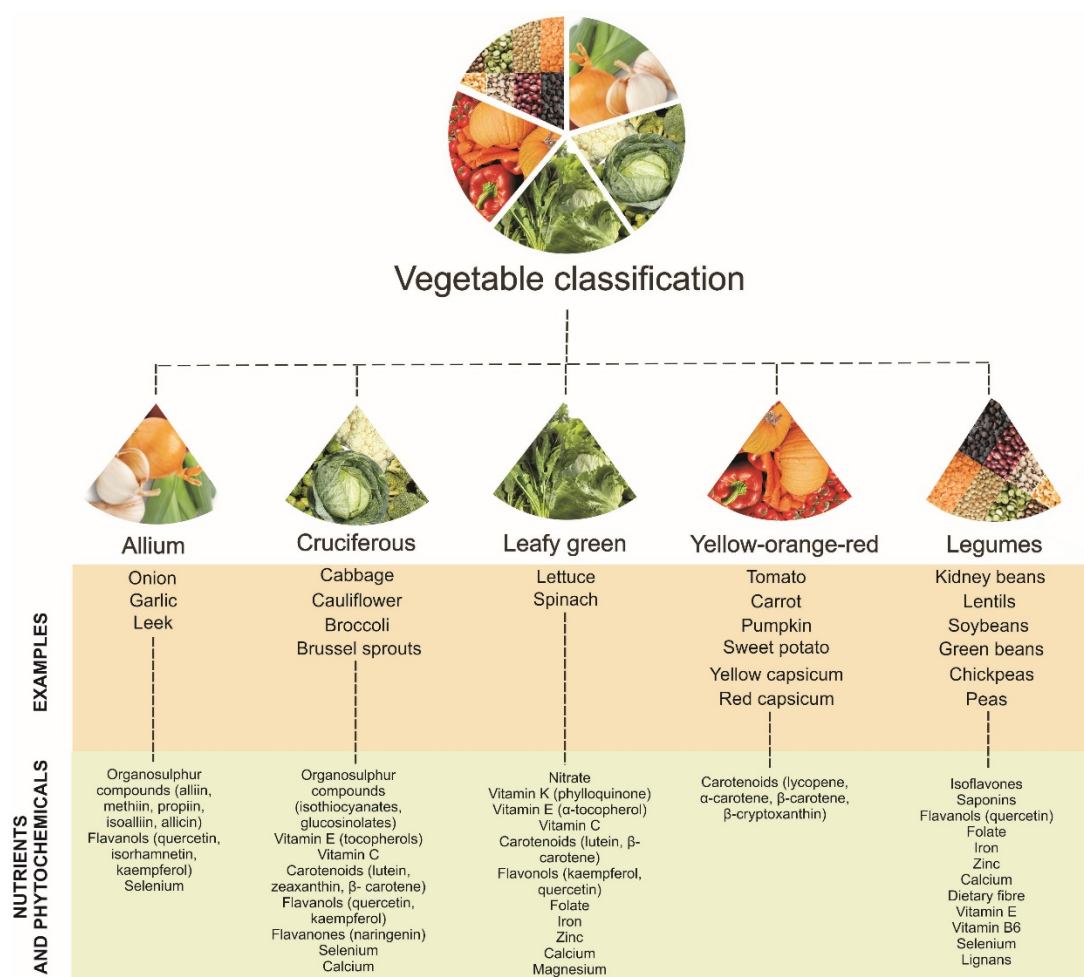 Vegetable classification
Allium
Onion
Garlic
Leek
Organosulphur
compounds (alliin,
methiin, propiin,
isoalliin, allicin)
Flavanols (quercetin,
isorhamnetin,
kaempferol)
Selenium
Cruciferous
Cabbage
Cauliflower
Broccoli
Brussel sprouts
Organosulphur
compounds
(isothiocyanates,
glucosinolates)
Vitamin E (tocopherols)
Vitamin C
Carotenoids (lutein,
zeaxanthin, β- carotene)
Flavanols (quercetin,
kaempferol)
Flavanones (naringenin)
Selenium
Calcium
Leafy green
Lettuce
Spinach
Nitrate
Vitamin K (phylloquinone)
Vitamin E (α-tocopherol)
Vitamin C
Carotenoids (lutein, β-
carotene)
Flavonols (kaempferol,
quercetin)
Folate
Iron
Zinc
Calcium
Magnesium
Yellow-orange-red
Tomato
Carrot
Pumpkin
Sweet potato
Yellow capsicum
Red capsicum
Carotenoids (lycopene,
α-carotene, β-carotene,
β-cryptoxanthin)
Legumes
Kidney beans
Lentils
Soybeans
Green beans
Chickpeas
Peas
Isoflavones
Saponins
Flavanols (quercetin)
Folate
Iron
Zinc
Calcium
Dietary fibre
Vitamin E
Vitamin B6
Selenium
Lignans
EXAMPLES
NUTRIENTS
AND PHYTOCHEMICALS